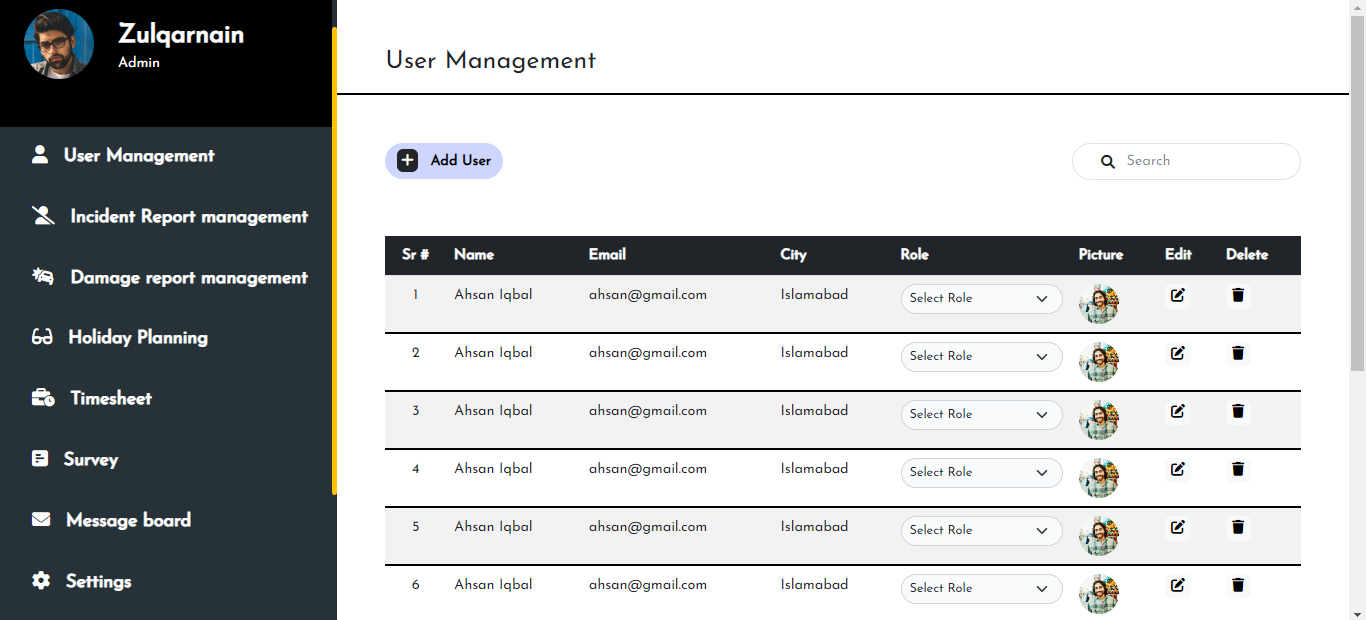 Zulqarnain
Admin
User Management
Incident Report management
Damage report management
Holiday Planning
Timesheet
Survey
Message board
Settings
User Management
Add User
Search
Sr # Name Email City Role Picture Edit Delete
1 Ahsan Iqbal ahsan@gmail.com Islamabad Select Role
2 Ahsan Iqbal ahsan@gmail.com Islamabad Select Role
3 Ahsan Iqbal ahsan@gmail.com Islamabad Select Role
4 Ahsan Iqbal ahsan@gmail.com Islamabad Select Role
5 Ahsan Iqbal ahsan@gmail.com Islamabad Select Role
6 Ahsan Iqbal ahsan@gmail.com Islamabad Select Role